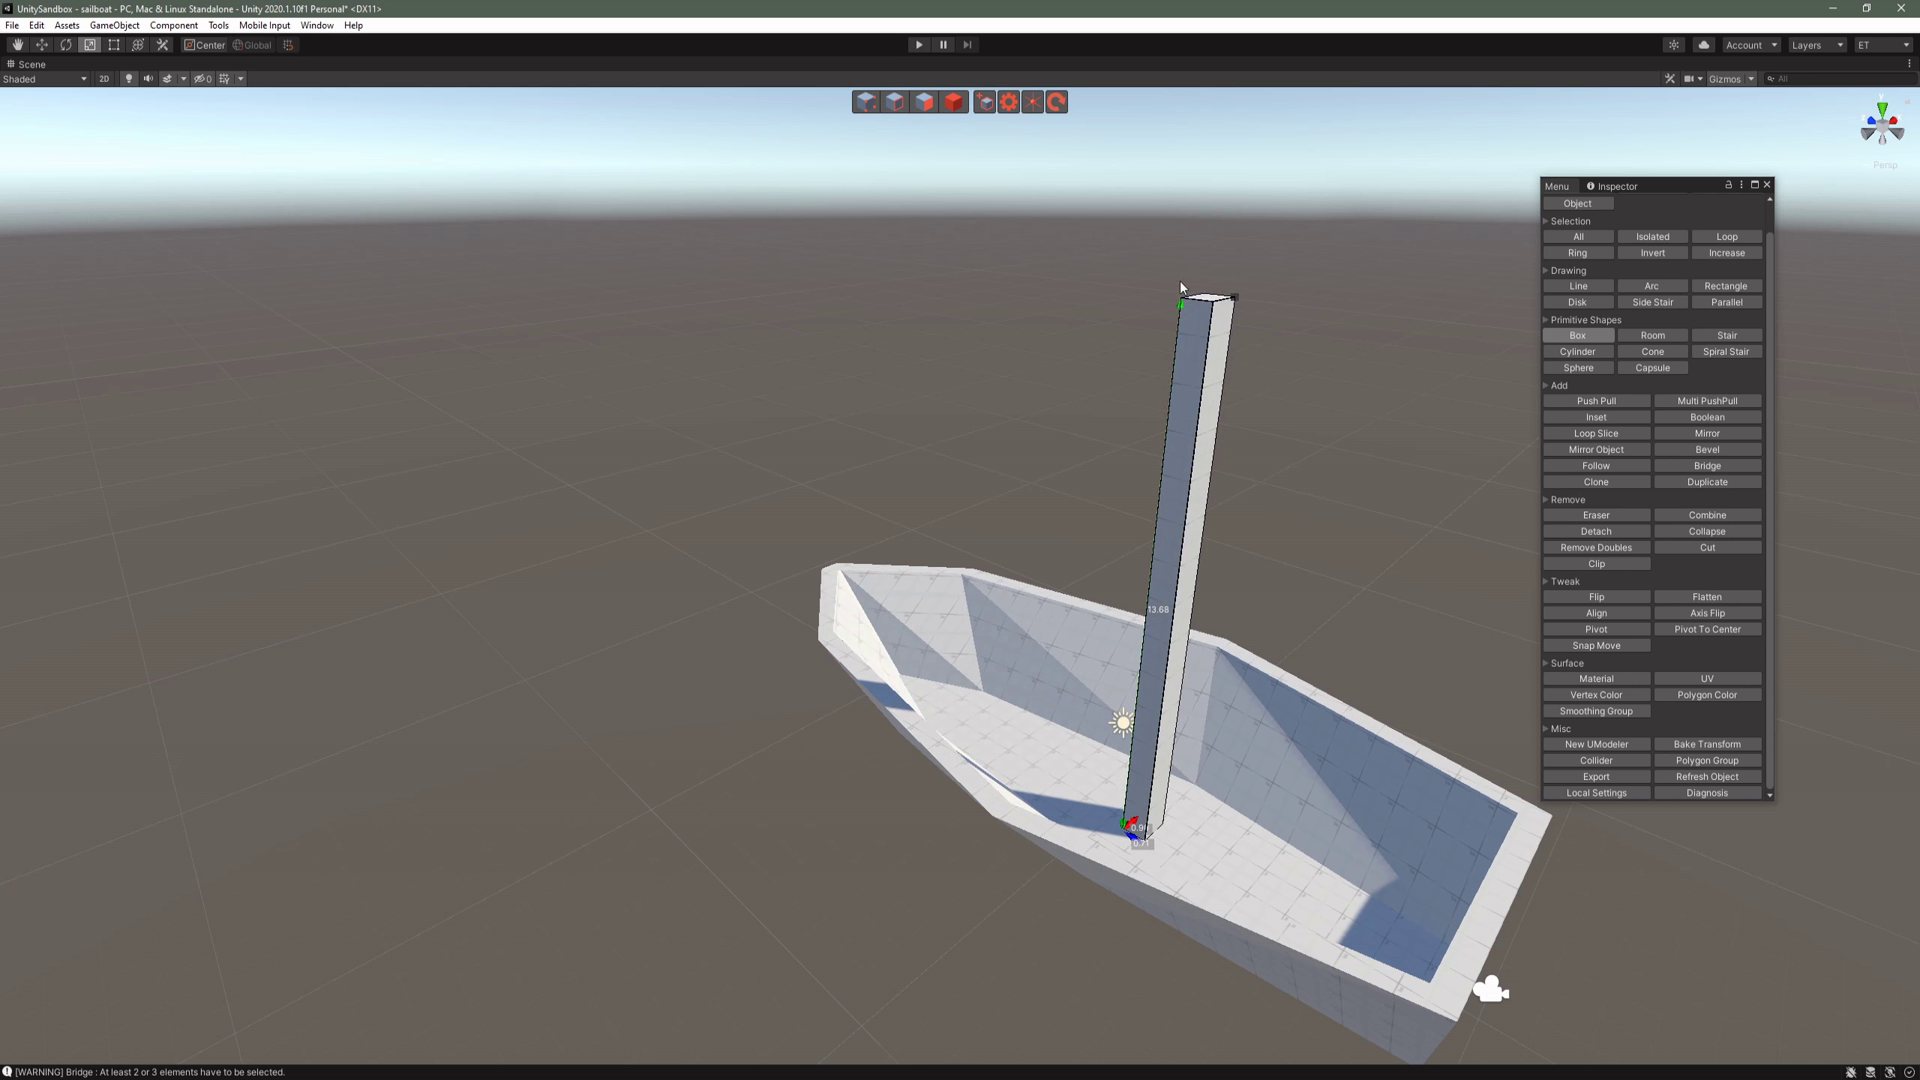 UnitySandbox - sailboat - PC, Mac & Linux Standalone - Unity 2020.1.10f1 Personal* <DX11>
File Edit Assets GameObject Component Tools Mobile Input Window Help
Center Global Account Layers ET
Scene
Shaded 2D 0 Gizmos All
y
Persp
Menu Inspector
Object
Selection
All Isolated Loop
Ring Invert Increase
Drawing
Line Arc Rectangle
Disk Side Stair Parallel
Primitive Shapes
Box Room Stair
Cylinder Cone Spiral Stair
Sphere Capsule
Add
Push Pull Multi PushPull
Inset Boolean
Loop Slice Mirror
Mirror Object Bevel
Follow Bridge
Clone Duplicate
Remove
Eraser Combine
Detach Collapse
Remove Doubles Cut
Clip
Tweak
Flip Flatten
Align Axis Flip
Pivot Pivot To Center
Snap Move
Surface
Material UV
Vertex Color Polygon Color
Smoothing Group
Misc
New UModeler Bake Transform
Collider Polygon Group
Export Refresh Object
Local Settings Diagnosis
13.68
0.71
[WARNING] Bridge : At least 2 or 3 elements have to be selected.